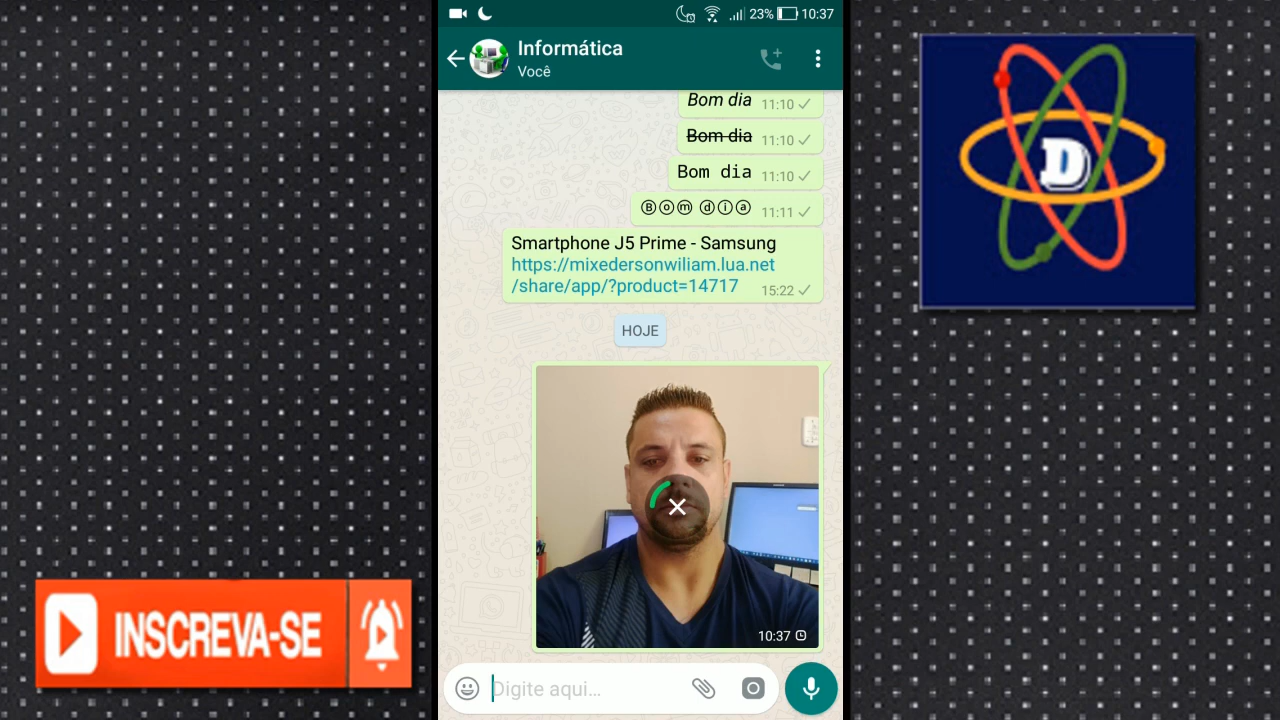 23% 10:37
Informática
Você
Bom dia 11:10
Bom dia 11:10
Bom dia 11:10
Ⓑⓞⓜ ⓓⓘⓐ 11:11
Smartphone J5 Prime - Samsung
https://mixedersonwiliam.lua.net
/share/app/?product=14717 15:22
HOJE
10:37
Digite aqui...
INSCREVA-SE
D